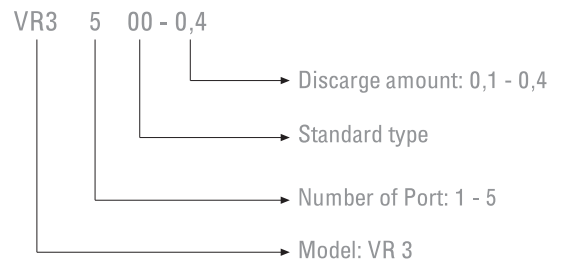 VR3 5 00 - 0,4
Discarge amount: 0,1 - 0,4
Standard type
Number of Port: 1 - 5
Model: VR 3